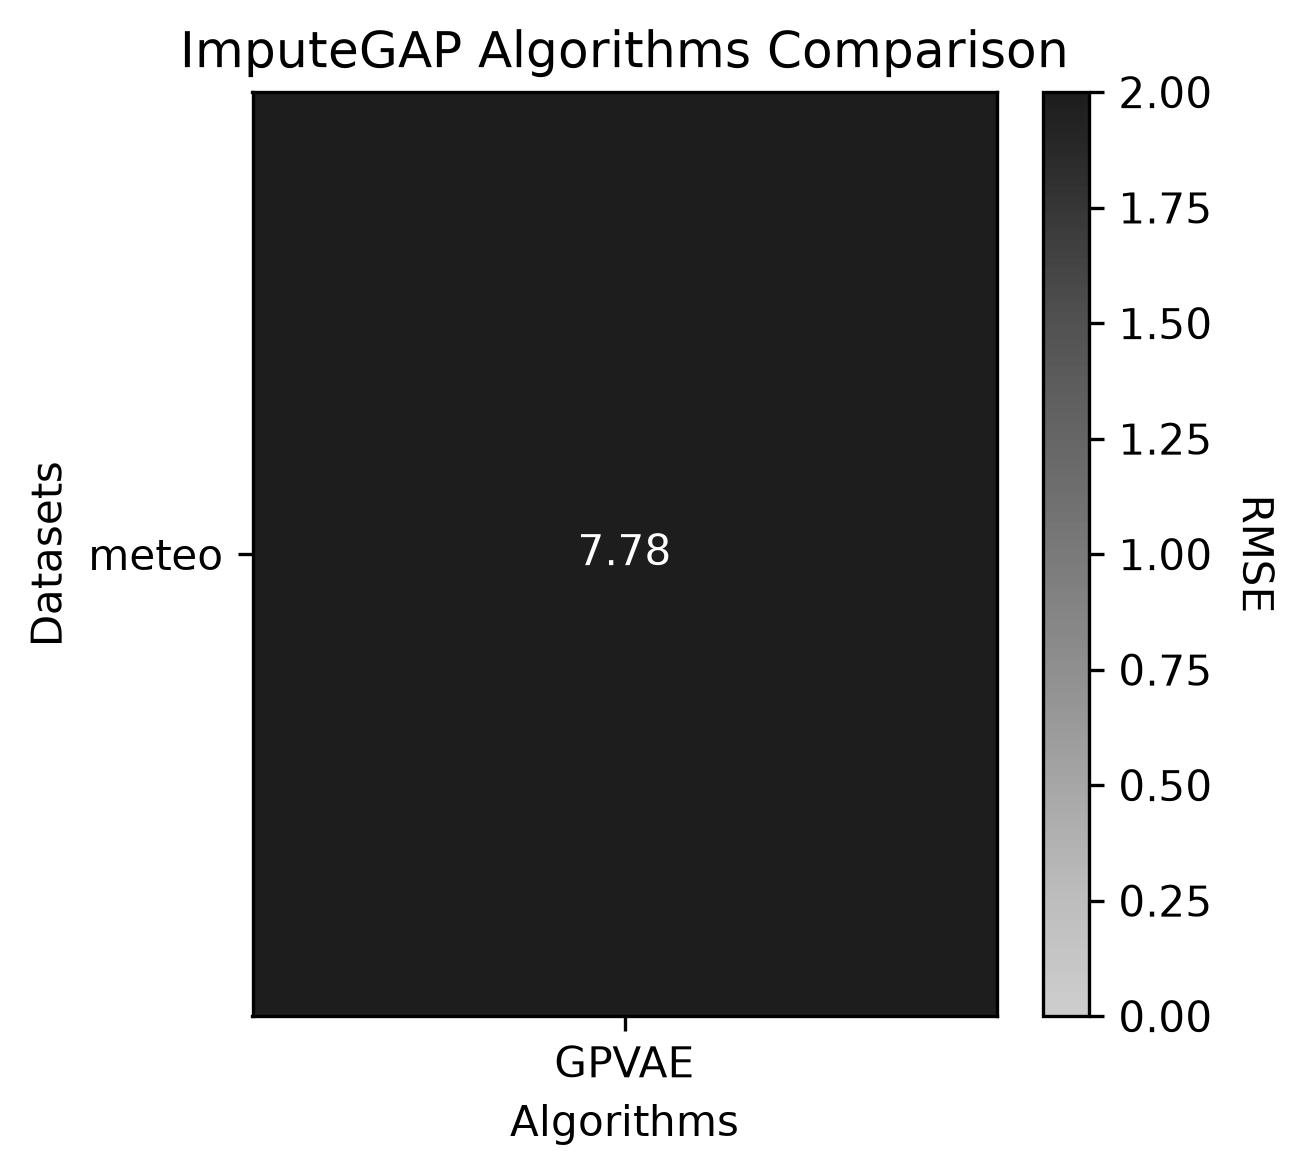 ImputeGAP Algorithms Comparison
Datasets
meteo
7.78
2.00
1.75
1.50
1.25
1.00
0.75
0.50
0.25
0.00
RMSE
GPVAE
Algorithms